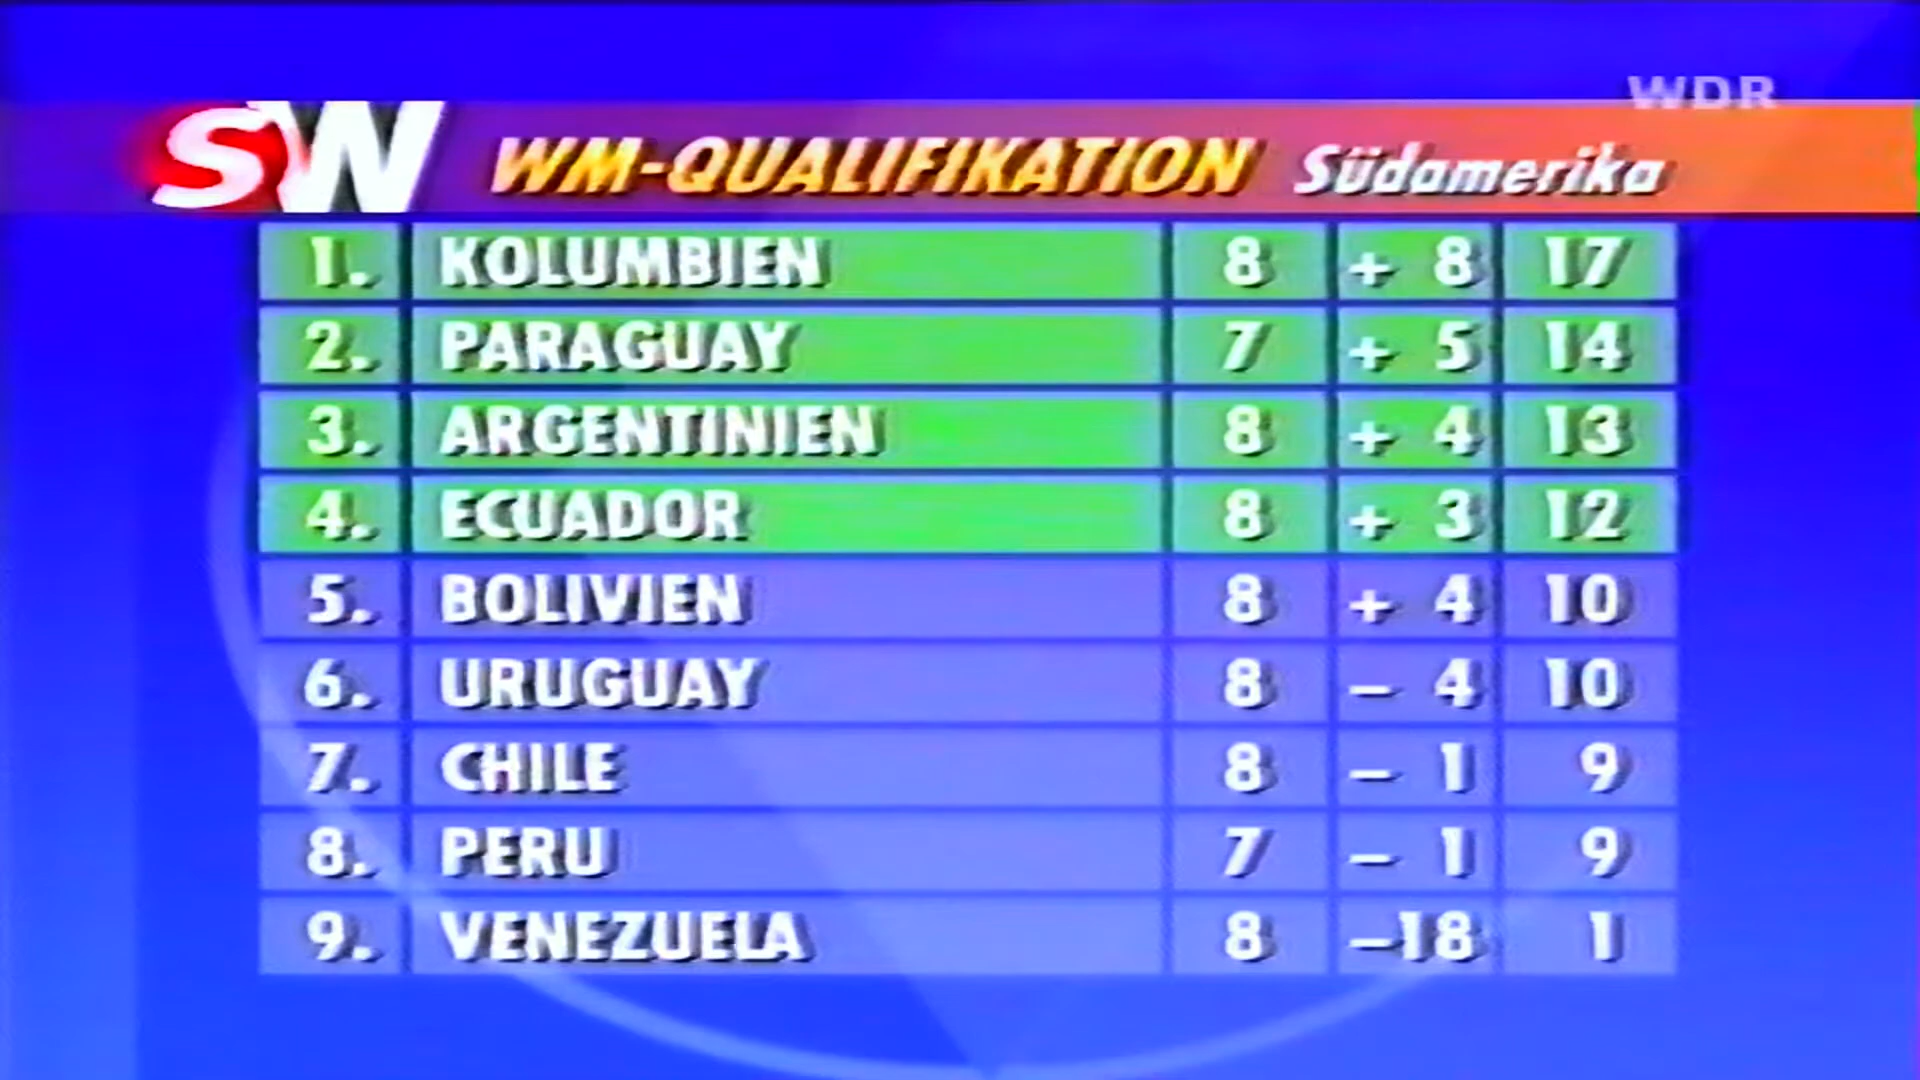 WDR
SW WM-QUALIFIKATION Südamerika
1. KOLUMBIEN 8 + 8 17
2. PARAGUAY 7 + 5 14
3. ARGENTINIEN 8 + 4 13
4. ECUADOR 8 + 3 12
5. BOLIVIEN 8 + 4 10
6. URUGUAY 8 – 4 10
7. CHILE 8 – 1 9
8. PERU 7 – 1 9
9. VENEZUELA 8 –18 1